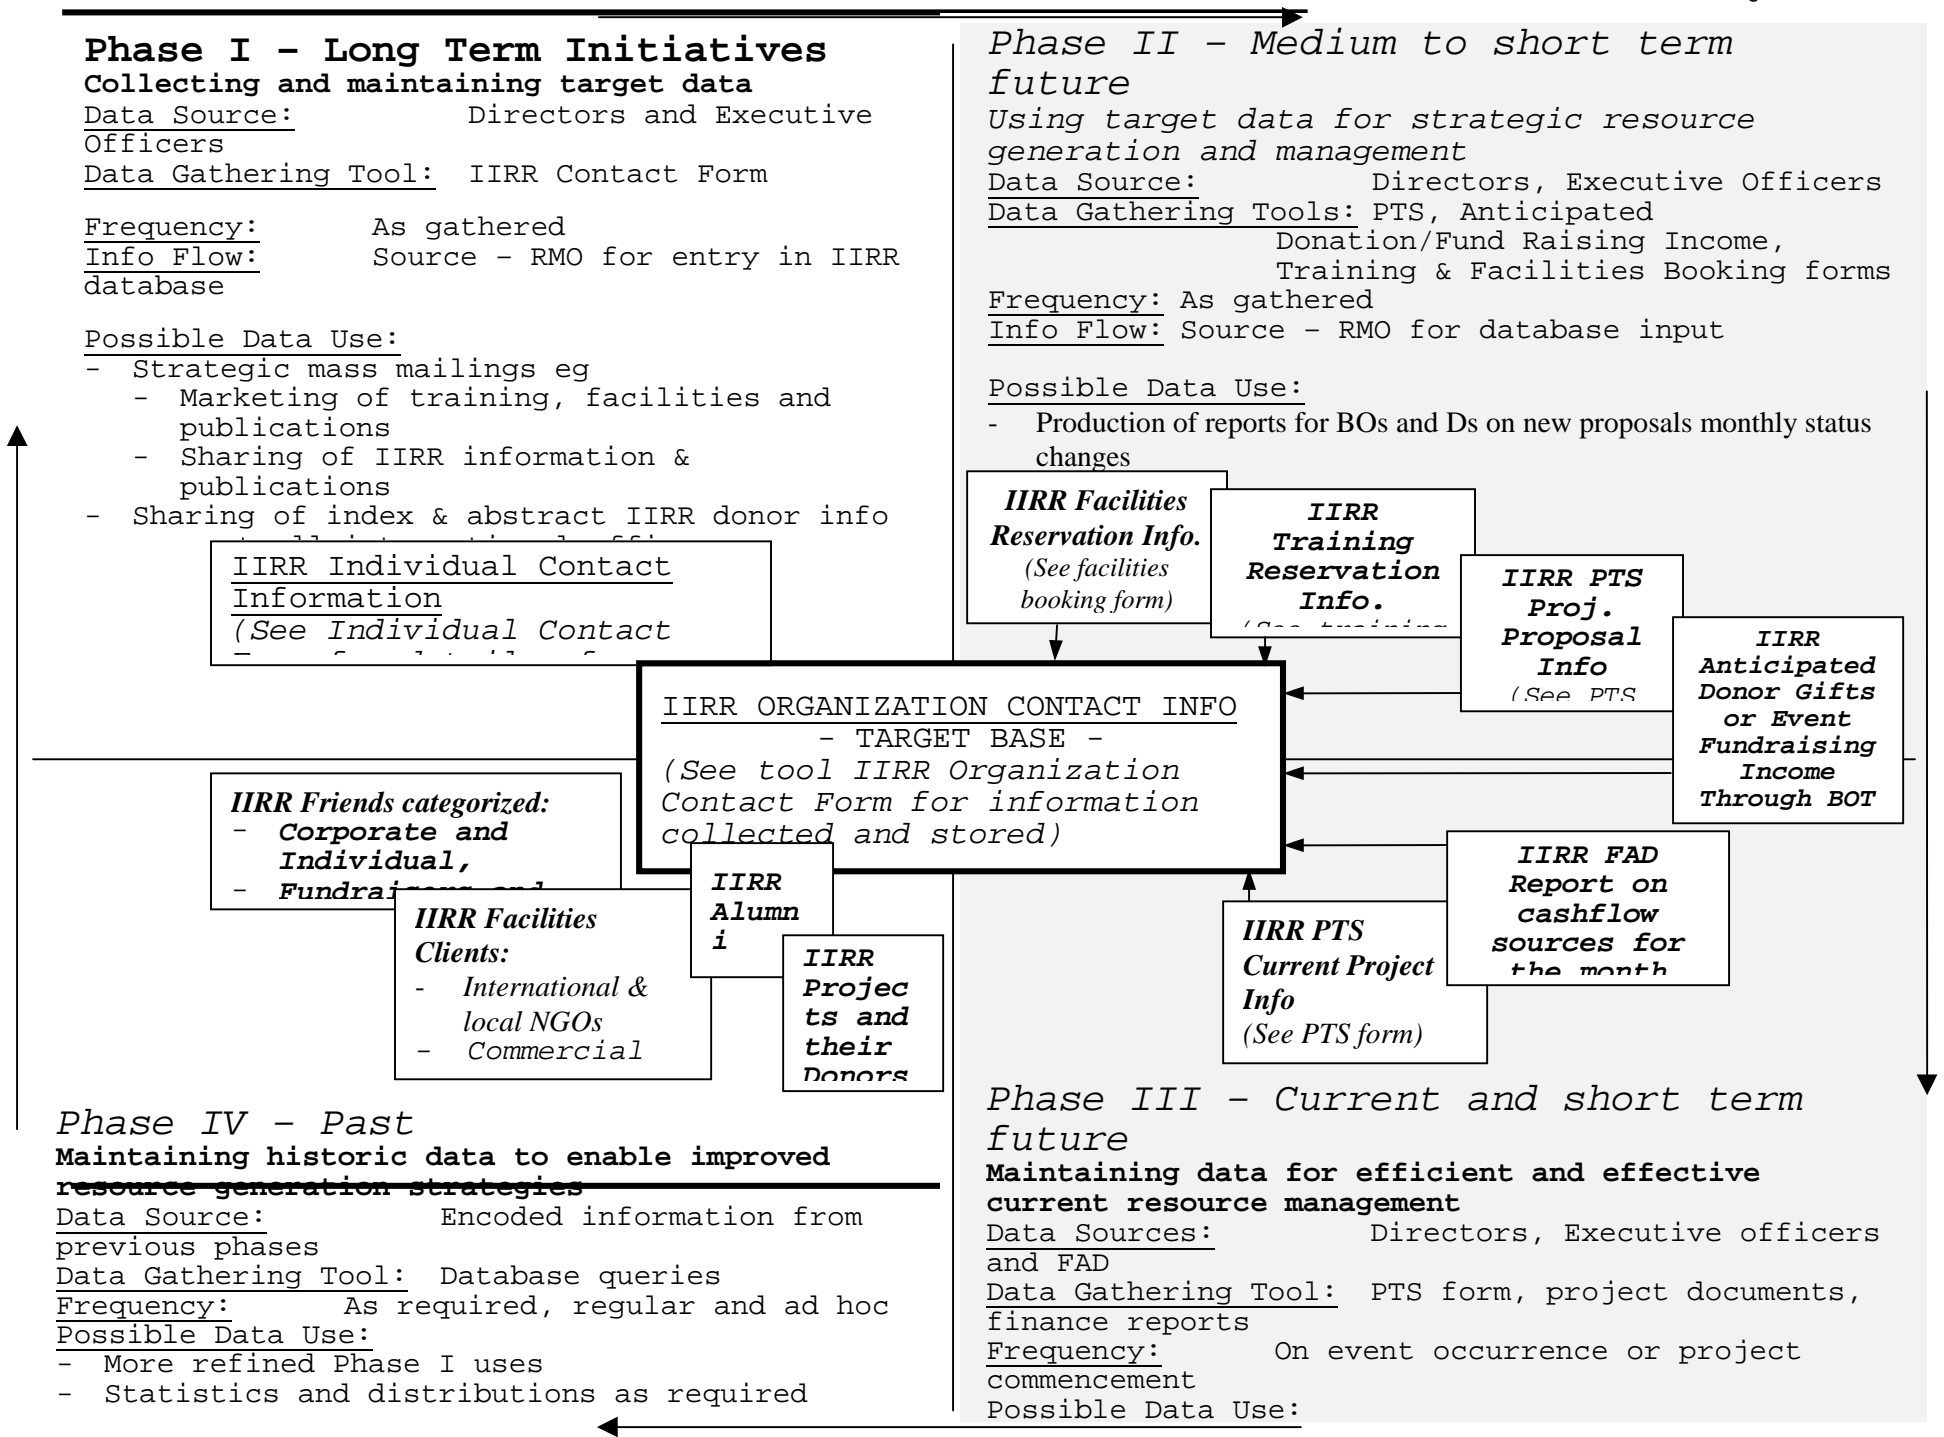 Phase I – Long Term Initiatives
Collecting and maintaining target data
Data Source: Directors and Executive
Officers
Data Gathering Tool: IIRR Contact Form
Frequency: As gathered
Info Flow: Source – RMO for entry in IIRR
database
Possible Data Use:
- Strategic mass mailings eg
- Marketing of training, facilities and
publications
- Sharing of IIRR information &
publications
- Sharing of index & abstract IIRR donor info
IIRR Individual Contact
Information
(See Individual Contact
Phase II – Medium to short term
future
Using target data for strategic resource
generation and management
Data Source: Directors, Executive Officers
Data Gathering Tools: PTS, Anticipated
Donation/Fund Raising Income,
Training & Facilities Booking forms
Frequency: As gathered
Info Flow: Source – RMO for database input
Possible Data Use:
- Production of reports for BOs and Ds on new proposals monthly status
changes
IIRR Facilities
Reservation Info.
(See facilities
booking form)
IIRR
Training
Reservation
Info.
(See training
IIRR PTS
Proj.
Proposal
Info
(See PTS
IIRR
Anticipated
Donor Gifts
or Event
Fundraising
Income
Through BOT
IIRR ORGANIZATION CONTACT INFO
- TARGET BASE -
(See tool IIRR Organization
Contact Form for information
collected and stored)
IIRR Friends categorized:
- Corporate and
Individual,
- Fundraisers and
IIRR Facilities
Clients:
- International &
local NGOs
- Commercial
IIRR
Alumn
i
IIRR
Projec
ts and
their
Donors
IIRR PTS
Current Project
Info
(See PTS form)
IIRR FAD
Report on
cashflow
sources for
the month
Phase IV – Past
Maintaining historic data to enable improved
resource generation strategies
Data Source: Encoded information from
previous phases
Data Gathering Tool: Database queries
Frequency: As required, regular and ad hoc
Possible Data Use:
- More refined Phase I uses
- Statistics and distributions as required
Phase III – Current and short term
future
Maintaining data for efficient and effective
current resource management
Data Sources: Directors, Executive officers
and FAD
Data Gathering Tool: PTS form, project documents,
finance reports
Frequency: On event occurrence or project
commencement
Possible Data Use: